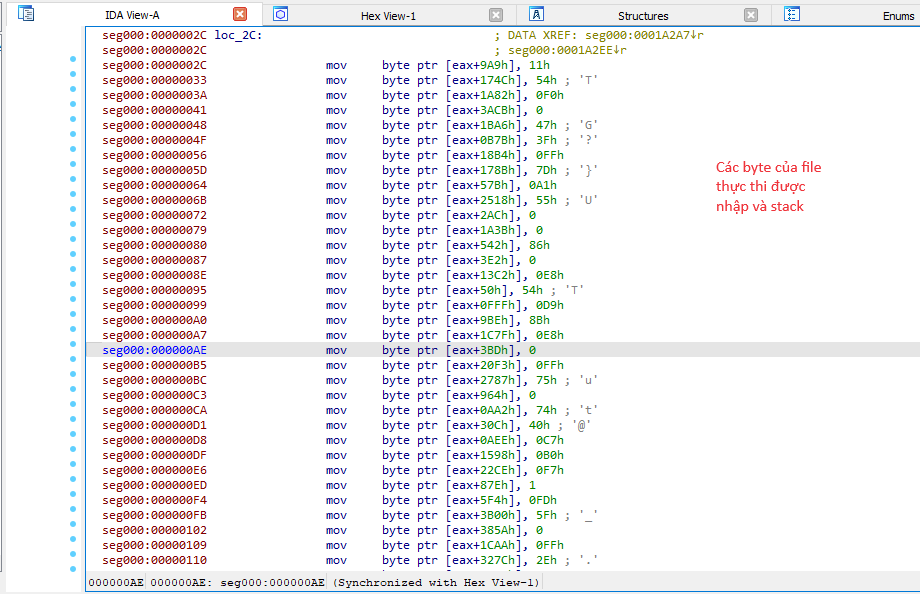 IDA View-A Hex View-1 Structures Enums
seg000:0000002C loc_2C: ; DATA XREF: seg000:0001A2A7↓r
seg000:0000002C ; seg000:0001A2EE↓r
seg000:0000002C mov byte ptr [eax+9A9h], 11h
seg000:00000033 mov byte ptr [eax+174Ch], 54h ; 'T'
seg000:0000003A mov byte ptr [eax+1A82h], 0F0h
seg000:00000041 mov byte ptr [eax+3ACBh], 0
seg000:00000048 mov byte ptr [eax+1BA6h], 47h ; 'G'
seg000:0000004F mov byte ptr [eax+0B7Bh], 3Fh ; '?'
seg000:00000056 mov byte ptr [eax+18B4h], 0FFh
seg000:0000005D mov byte ptr [eax+178Bh], 7Dh ; '}'
seg000:00000064 mov byte ptr [eax+57Bh], 0A1h
seg000:0000006B mov byte ptr [eax+2518h], 55h ; 'U'
seg000:00000072 mov byte ptr [eax+2ACh], 0
seg000:00000079 mov byte ptr [eax+1A3Bh], 0
seg000:00000080 mov byte ptr [eax+542h], 86h
seg000:00000087 mov byte ptr [eax+3E2h], 0
seg000:0000008E mov byte ptr [eax+13C2h], 0E8h
seg000:00000095 mov byte ptr [eax+50h], 54h ; 'T'
seg000:00000099 mov byte ptr [eax+0FFFh], 0D9h
seg000:000000A0 mov byte ptr [eax+9BEh], 8Bh
seg000:000000A7 mov byte ptr [eax+1C7Fh], 0E8h
seg000:000000AE mov byte ptr [eax+3BDh], 0
seg000:000000B5 mov byte ptr [eax+20F3h], 0FFh
seg000:000000BC mov byte ptr [eax+2787h], 75h ; 'u'
seg000:000000C3 mov byte ptr [eax+964h], 0
seg000:000000CA mov byte ptr [eax+0AA2h], 74h ; 't'
seg000:000000D1 mov byte ptr [eax+30Ch], 40h ; '@'
seg000:000000D8 mov byte ptr [eax+0AEEh], 0C7h
seg000:000000DF mov byte ptr [eax+1598h], 0B0h
seg000:000000E6 mov byte ptr [eax+22CEh], 0F7h
seg000:000000ED mov byte ptr [eax+87Eh], 1
seg000:000000F4 mov byte ptr [eax+5F4h], 0FDh
seg000:000000FB mov byte ptr [eax+3B00h], 5Fh ; '_'
seg000:00000102 mov byte ptr [eax+385Ah], 0
seg000:00000109 mov byte ptr [eax+1CAAh], 0FFh
seg000:00000110 mov byte ptr [eax+327Ch], 2Eh ; '.'
Các byte của file
thực thi được
nhập và stack
000000AE 000000AE: seg000:000000AE (Synchronized with Hex View-1)